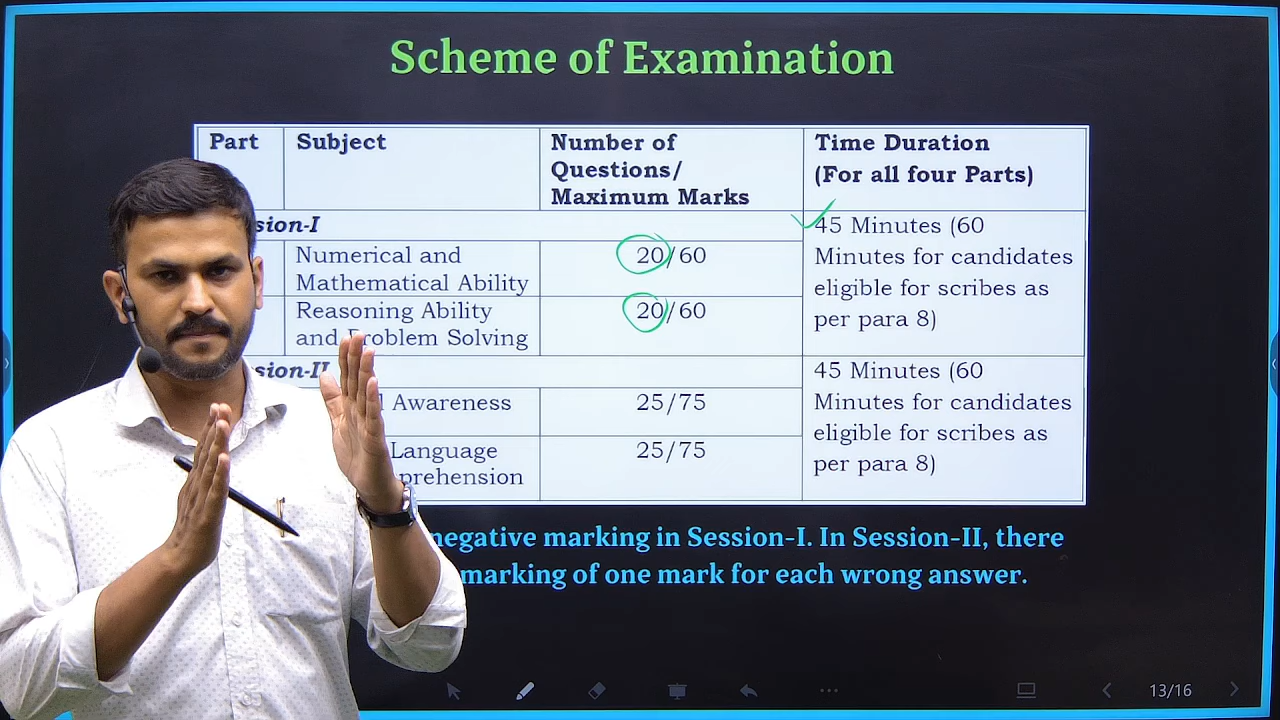 Scheme of Examination
Part Subject Number of Questions/ Maximum Marks Time Duration (For all four Parts)
sion-I
Numerical and Mathematical Ability 20/60 45 Minutes (60 Minutes for candidates eligible for scribes as per para 8)
Reasoning Ability and Problem Solving 20/60
sion-II
Awareness 25/75 45 Minutes (60 Minutes for candidates eligible for scribes as per para 8)
Language prehension 25/75
negative marking in Session-I. In Session-II, there
marking of one mark for each wrong answer.
13/16